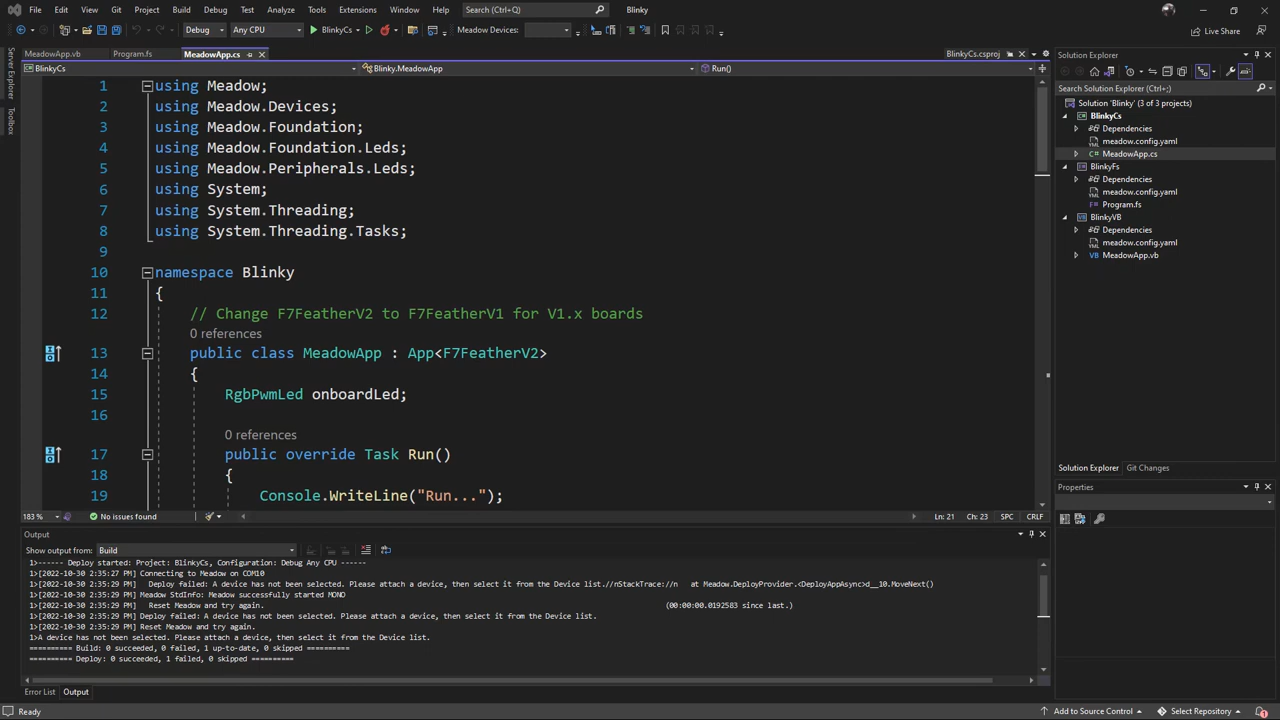 File Edit View Git Project Build Debug Test Analyze Tools Extensions Window Help Search (Ctrl+Q) Blinky
Debug Any CPU BlinkyCs Meadow Devices: Live Share
MeadowApp.vb Program.fs MeadowApp.cs BlinkyCs.csproj
BlinkyCs Blinky.MeadowApp Run()
Server Explorer
Toolbox
1 using Meadow;
2 using Meadow.Devices;
3 using Meadow.Foundation;
4 using Meadow.Foundation.Leds;
5 using Meadow.Peripherals.Leds;
6 using System;
7 using System.Threading;
8 using System.Threading.Tasks;
9
10 namespace Blinky
11 {
12 // Change F7FeatherV2 to F7FeatherV1 for V1.x boards
0 references
13 public class MeadowApp : App<F7FeatherV2>
14 {
15 RgbPwmLed onboardLed;
16
0 references
17 public override Task Run()
18 {
19 Console.WriteLine("Run...");
183 % No issues found Ln: 21 Ch: 23 SPC CRLF
Output
Show output from: Build
1>------ Deploy started: Project: BlinkyCs, Configuration: Debug Any CPU ------
1>[2022-10-30 2:35:27 PM] Connecting to Meadow on COM10
1>[2022-10-30 2:35:29 PM] Deploy failed: A device has not been selected. Please attach a device, then select it from the Device list.//nStackTrace://n at Meadow.DeployProvider.<DeployAppAsync>d__10.MoveNext()
1>[2022-10-30 2:35:29 PM] Meadow StdInfo: Meadow successfully started MONO
1>[2022-10-30 2:35:29 PM] Reset Meadow and try again. (00:00:00.0192583 since last.)
1>[2022-10-30 2:35:29 PM] Deploy failed: A device has not been selected. Please attach a device, then select it from the Device list.
1>[2022-10-30 2:35:29 PM] Reset Meadow and try again.
1>A device has not been selected. Please attach a device, then select it from the Device list.
========== Build: 0 succeeded, 0 failed, 1 up-to-date, 0 skipped ==========
========== Deploy: 0 succeeded, 1 failed, 0 skipped ==========
Error List Output
Ready Add to Source Control Select Repository 1
Solution Explorer
Search Solution Explorer (Ctrl+;)
Solution 'Blinky' (3 of 3 projects)
BlinkyCs
Dependencies
meadow.config.yaml
C# MeadowApp.cs
BlinkyFs
Dependencies
meadow.config.yaml
Program.fs
BlinkyVB
Dependencies
meadow.config.yaml
VB MeadowApp.vb
Solution Explorer Git Changes
Properties